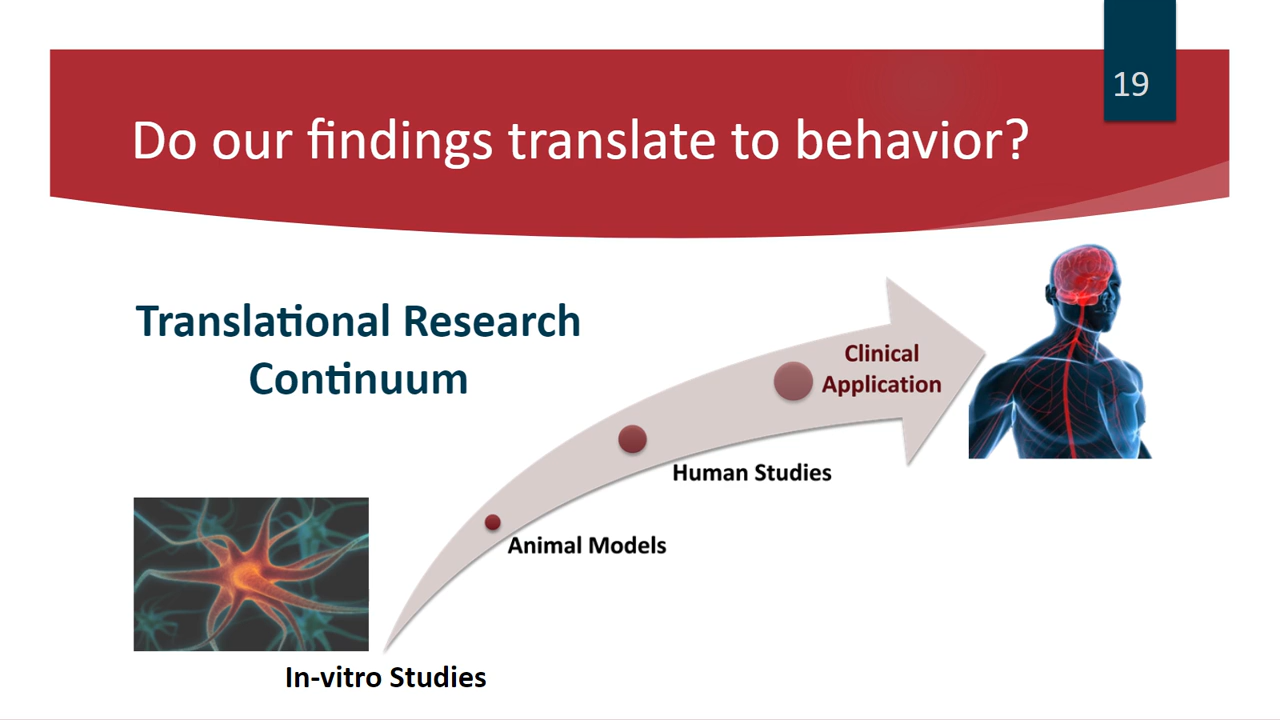 19
Do our findings translate to behavior?
Translational Research
Continuum
Clinical
Application
Human Studies
Animal Models
In-vitro Studies